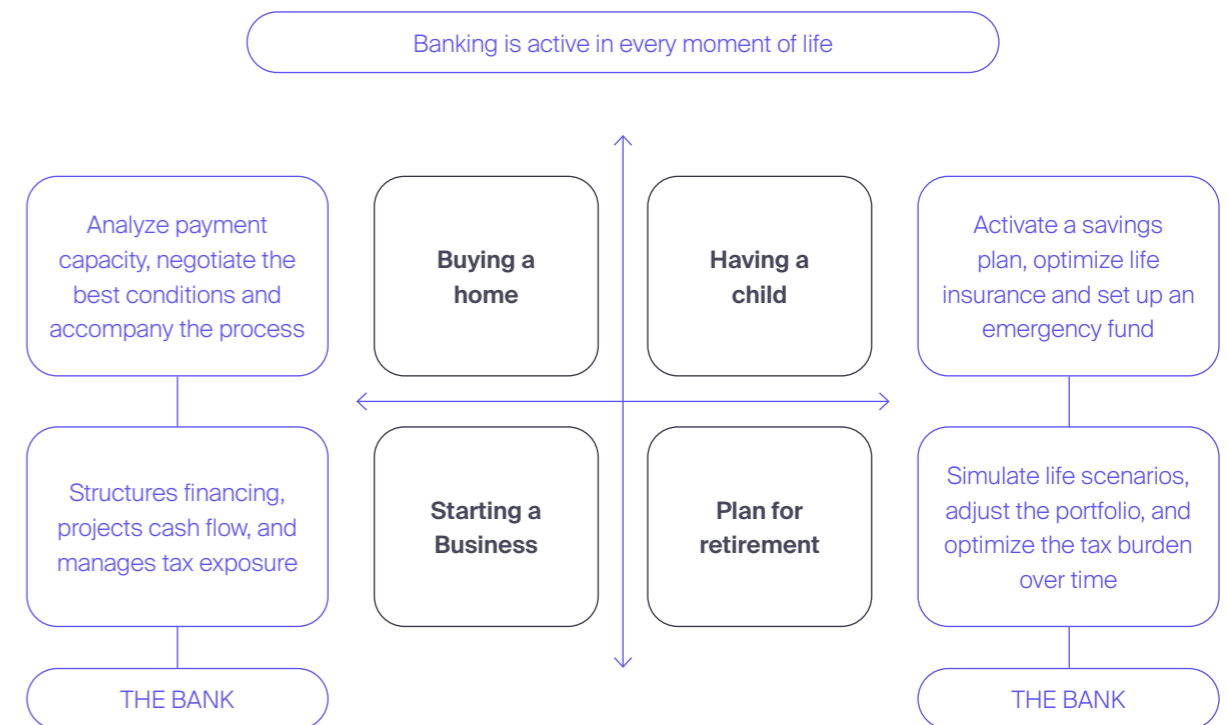 Banking is active in every moment of life
Analyze payment
capacity, negotiate the
best conditions and
accompany the process
Buying a
home
Having a
child
Activate a savings
plan, optimize life
insurance and set up an
emergency fund
Structures financing,
projects cash flow, and
manages tax exposure
Starting a
Business
Plan for
retirement
Simulate life scenarios,
adjust the portfolio, and
optimize the tax burden
over time
THE BANK
THE BANK